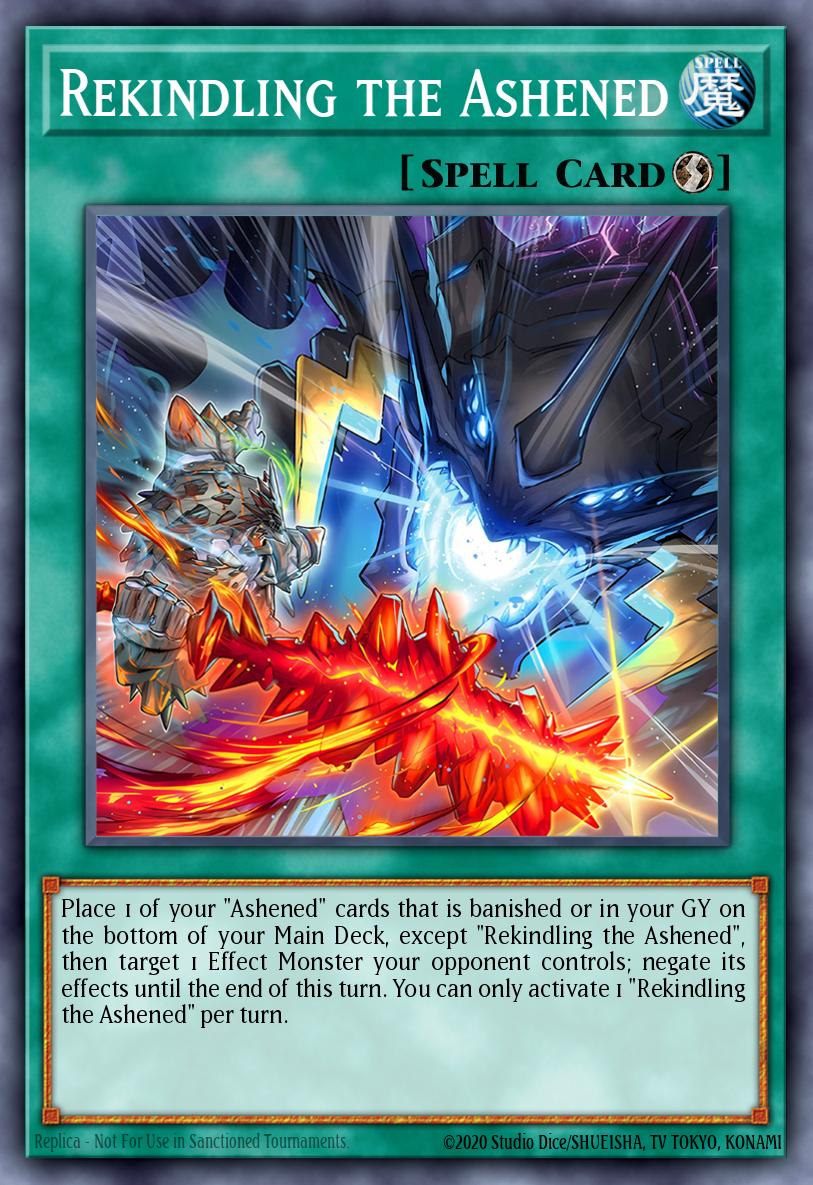 Rekindling the Ashened
SPELL
魔
[Spell Card]
Place 1 of your "Ashened" cards that is banished or in your GY on
the bottom of your Main Deck, except "Rekindling the Ashened",
then target 1 Effect Monster your opponent controls; negate its
effects until the end of this turn. You can only activate 1 "Rekindling
the Ashened" per turn.
Replica - Not For Use in Sanctioned Tournaments.
©2020 Studio Dice/SHUEISHA, TV TOKYO, KONAMI